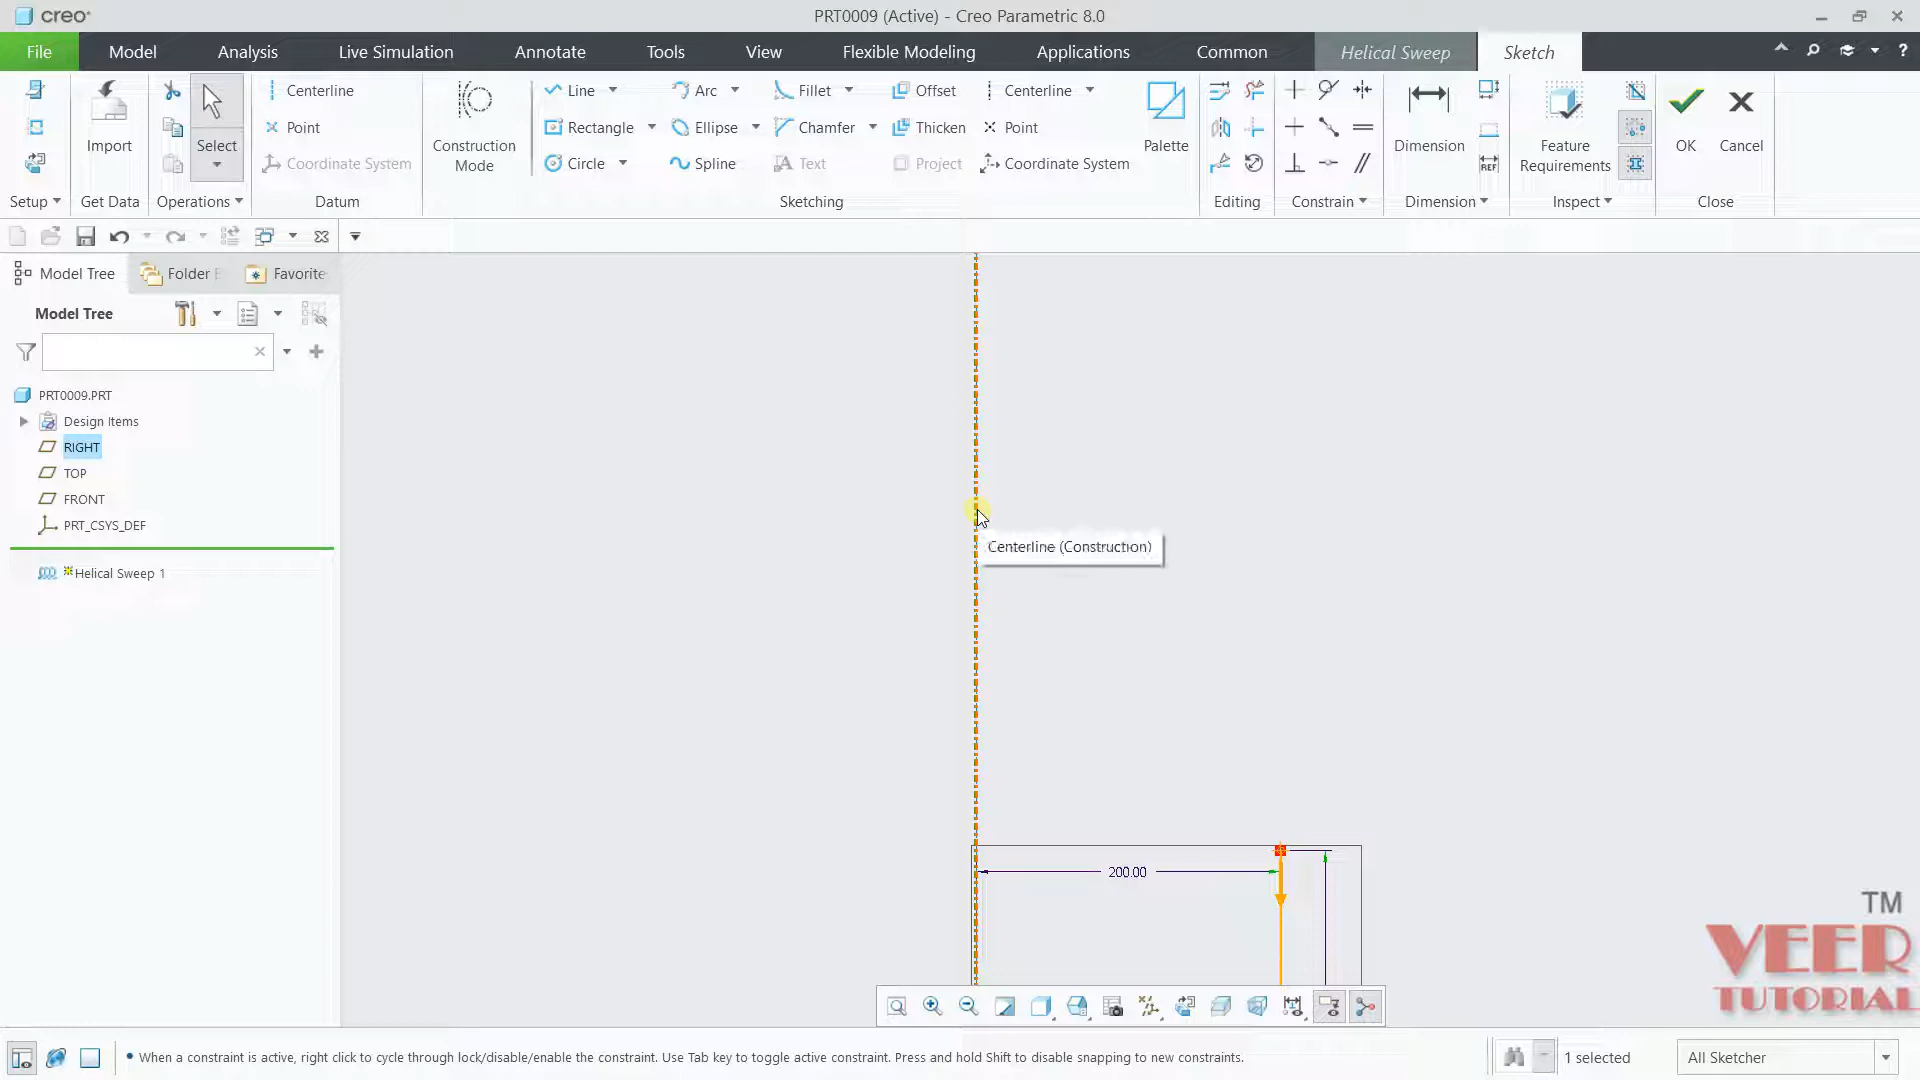 creo
PRT0009 (Active) - Creo Parametric 8.0
File Model Analysis Live Simulation Annotate Tools View Flexible Modeling Applications Common Helical Sweep Sketch
Centerline Line Arc Fillet Offset Centerline
Point Rectangle Ellipse Chamfer Thicken Point
Import Select Construction Mode Palette Dimension Feature Requirements OK Cancel
Coordinate System Circle Spline Text Project Coordinate System
REF
Setup Get Data Operations Datum Sketching Editing Constrain Dimension Inspect Close
Model Tree Folder Favorite
Model Tree
PRT0009.PRT
Design Items
RIGHT
TOP
FRONT
PRT_CSYS_DEF
Helical Sweep 1
Centerline (Construction)
200.00
TM
VEER
TUTORIAL
When a constraint is active, right click to cycle through lock/disable/enable the constraint. Use Tab key to toggle active constraint. Press and hold Shift to disable snapping to new constraints.
1 selected
All Sketcher